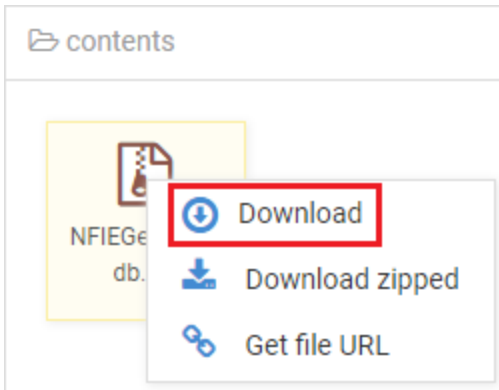 contents
NFIEGe
db.
Download
Download zipped
Get file URL